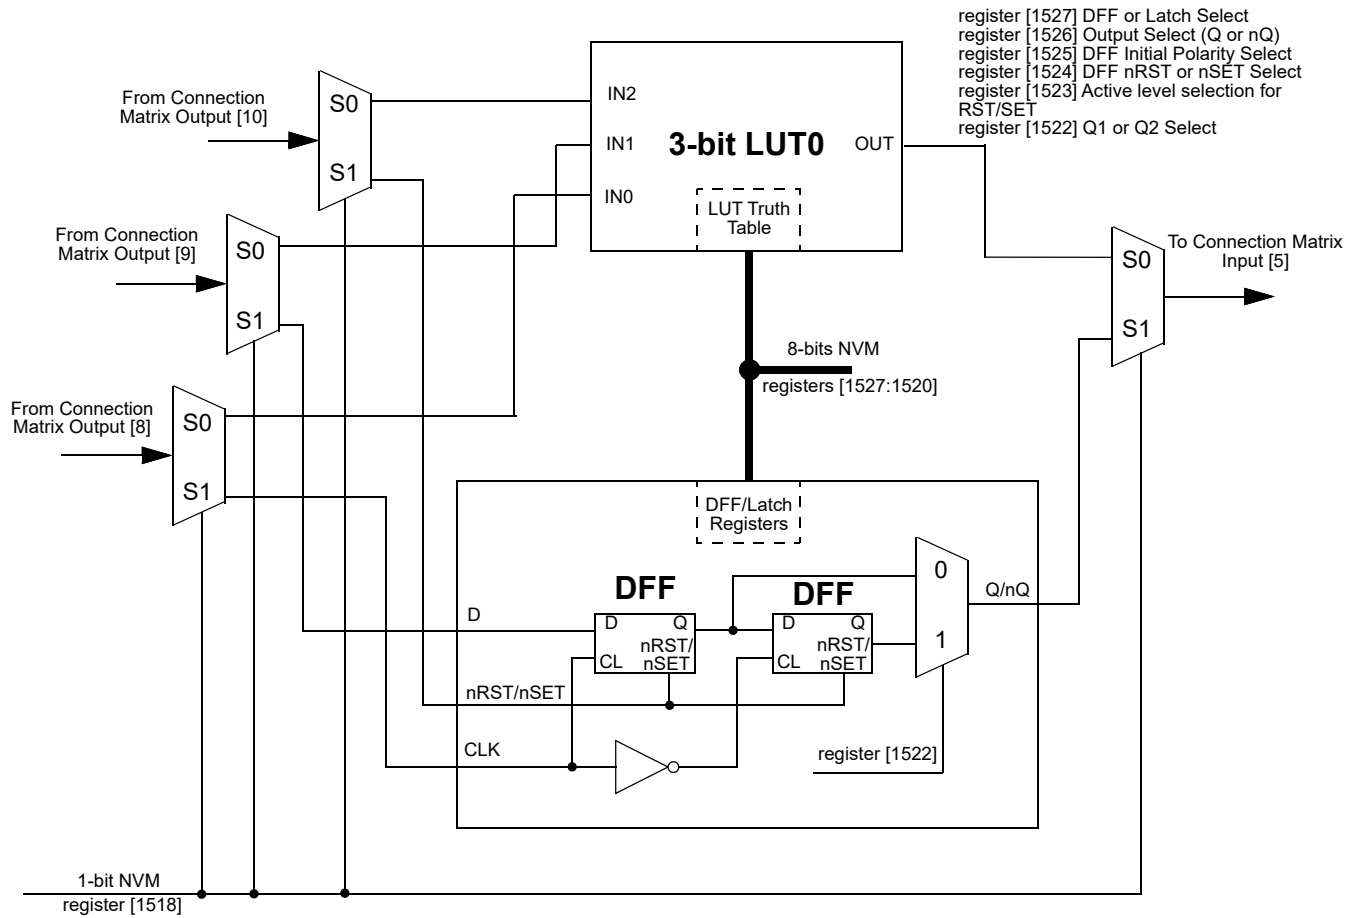 register [1527] DFF or Latch Select
register [1526] Output Select (Q or nQ)
register [1525] DFF Initial Polarity Select
register [1524] DFF nRST or nSET Select
register [1523] Active level selection for
RST/SET
register [1522] Q1 or Q2 Select
From Connection
Matrix Output [10]
S0
S1
IN2
IN1
IN0
3-bit LUT0
OUT
LUT Truth
Table
From Connection
Matrix Output [9]
S0
S1
To Connection Matrix
Input [5]
S0
S1
8-bits NVM
registers [1527:1520]
From Connection
Matrix Output [8]
S0
S1
DFF/Latch
Registers
DFF
DFF
0
1
Q/nQ
D
D
Q
nRST/
nSET
CL
D
Q
nRST/
nSET
CL
nRST/nSET
CLK
register [1522]
1-bit NVM
register [1518]